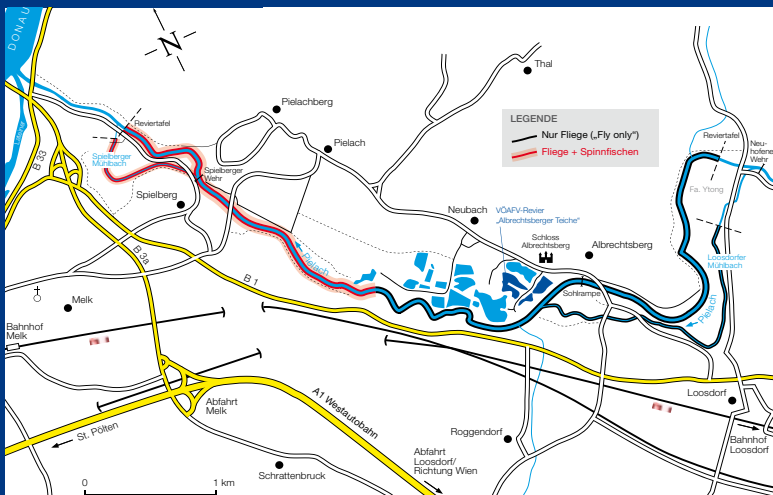 DONAU
N
Thal
Pielachberg
Reviertafel
LEGENDE
Nur Fliege („Fly only“)
Fliege + Spinnfischen
Reviertafel
Neu-
hofener
Wehr
Pielach
Spielberger
Mühlbach
Spielberger
Wehr
Fa. Ytong
B 33
Spielberg
Neubach
VÖAFV-Revier
„Albrechtsberger Teiche“
Schloss
Albrechtsberg
Albrechtsberg
Loosdorfer
Mühlbach
B 3a
Pielach
B 1
Sohlrampe
Pielach
Melk
Bahnhof
Melk
Abfahrt
Melk
A1 Westautobahn
Loosdorf
St. Pölten
Roggendorf
Bahnhof
Loosdorf
Schrattenbruck
Abfahrt
Loosdorf/
Richtung Wien
0
1 km